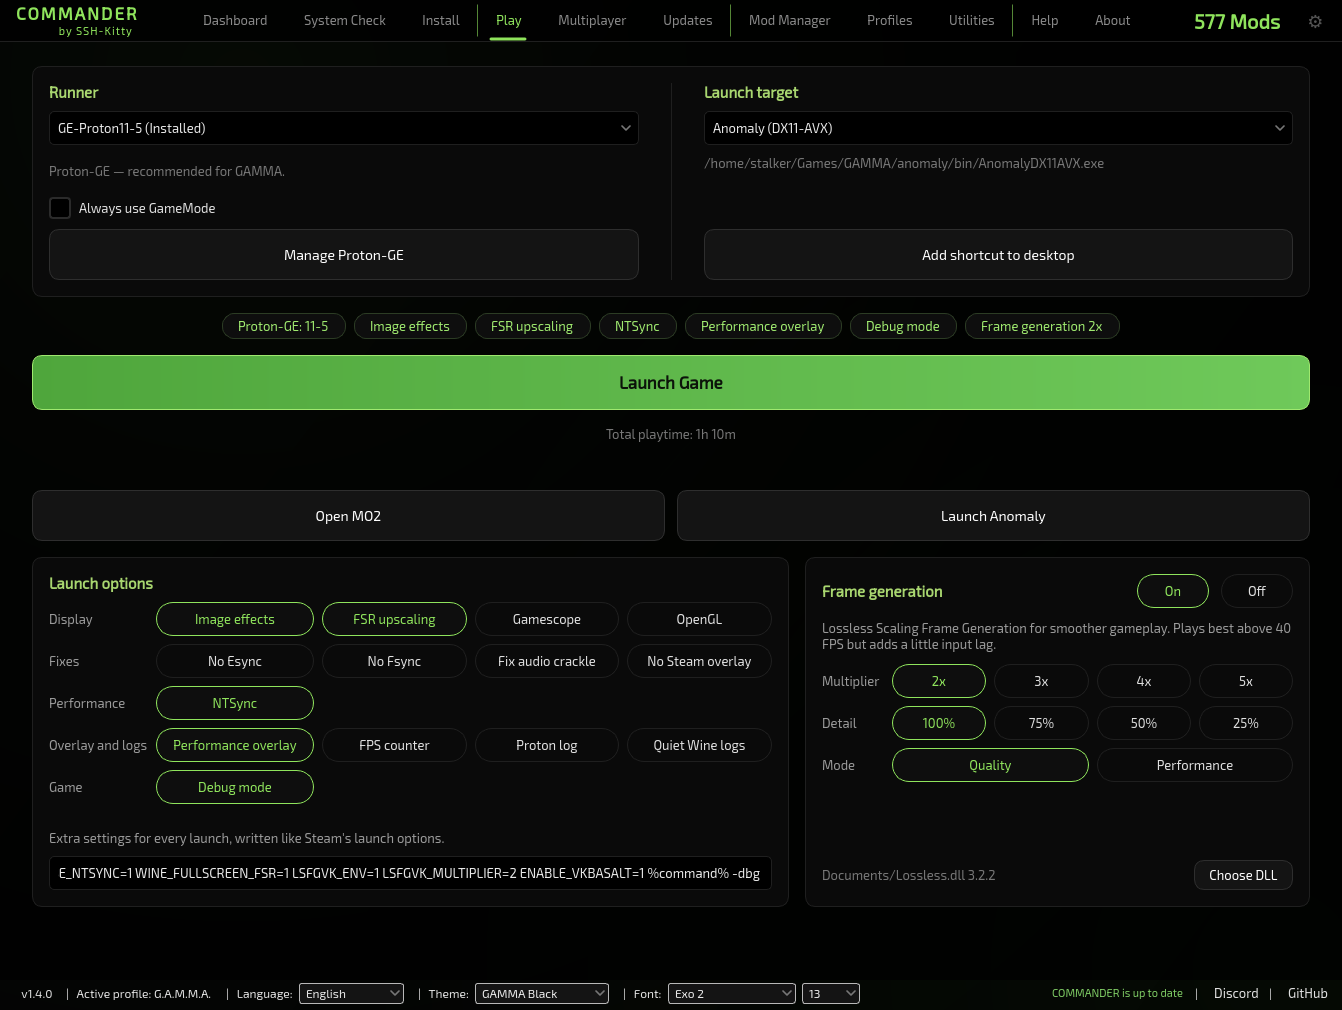 COMMANDER
by SSH-Kitty
Dashboard System Check Install Play Multiplayer Updates Mod Manager Profiles Utilities Help About 577 Mods
Runner
GE-Proton11-5 (Installed)
Proton-GE — recommended for GAMMA.
Always use GameMode
Manage Proton-GE
Launch target
Anomaly (DX11-AVX)
/home/stalker/Games/GAMMA/anomaly/bin/AnomalyDX11AVX.exe
Add shortcut to desktop
Proton-GE: 11-5 Image effects FSR upscaling NTSync Performance overlay Debug mode Frame generation 2x
Launch Game
Total playtime: 1h 10m
Open MO2 Launch Anomaly
Launch options
Display Image effects FSR upscaling Gamescope OpenGL
Fixes No Esync No Fsync Fix audio crackle No Steam overlay
Performance NTSync
Overlay and logs Performance overlay FPS counter Proton log Quiet Wine logs
Game Debug mode
Extra settings for every launch, written like Steam's launch options.
E_NTSYNC=1 WINE_FULLSCREEN_FSR=1 LSFGVK_ENV=1 LSFGVK_MULTIPLIER=2 ENABLE_VKBASALT=1 %command% -dbg
Frame generation On Off
Lossless Scaling Frame Generation for smoother gameplay. Plays best above 40
FPS but adds a little input lag.
Multiplier 2x 3x 4x 5x
Detail 100% 75% 50% 25%
Mode Quality Performance
Documents/Lossless.dll 3.2.2 Choose DLL
v1.4.0 | Active profile: G.A.M.M.A. | Language: English | Theme: GAMMA Black | Font: Exo 2 13 COMMANDER is up to date | Discord | GitHub